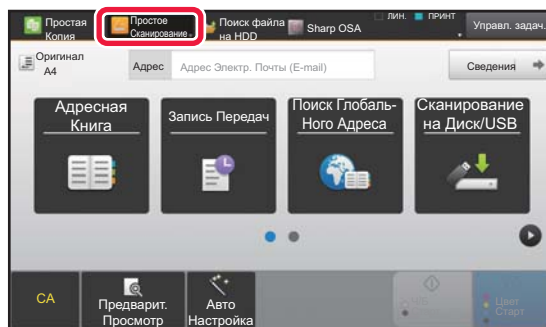 Простая
Копия
Простое
Сканирование
Поиск файла
на HDD
Sharp OSA
ЛИН.
ПРИНТ
Управл. задач.
Оригинал
A4
Адрес
Адрес Электр. Почты (E-mail)
Сведения
Адресная
Книга
Запись Передач
Поиск Глобаль-
Ного Адреса
Сканирование
на Диск/USB
CA
Предварит.
Просмотр
Авто
Настройка
Цвет
Старт